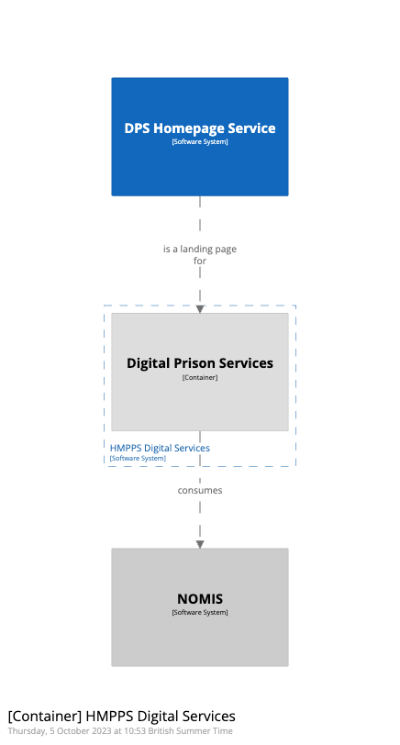 DPS Homepage Service
[Software System]
is a landing page
for
Digital Prison Services
[Container]
HMPPS Digital Services
[Software System]
consumes
NOMIS
[Software System]
[Container] HMPPS Digital Services
Thursday, 5 October 2023 at 10:53 British Summer Time